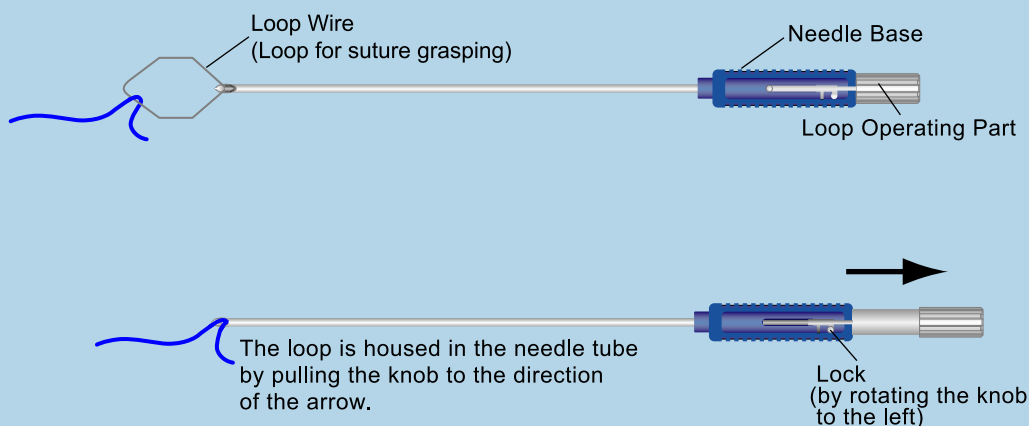 Loop Wire
(Loop for suture grasping)
Needle Base
Loop Operating Part
The loop is housed in the needle tube
by pulling the knob to the direction
of the arrow.
Lock
(by rotating the knob
to the left)